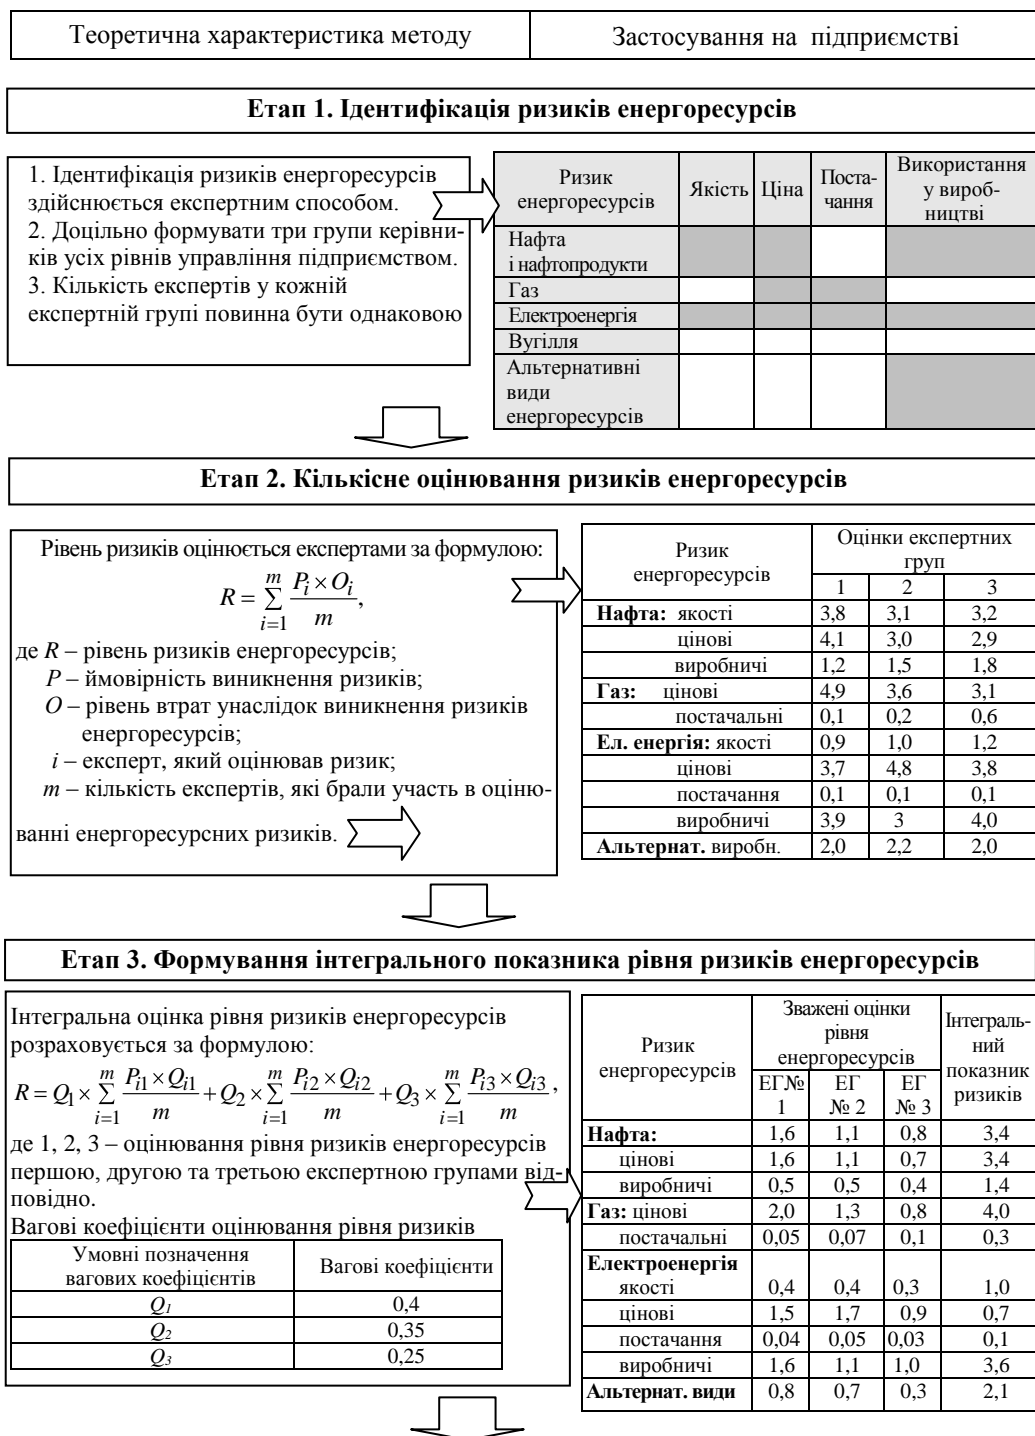 Теоретична характеристика методу
Застосування на підприємстві
Етап 1. Ідентифікація ризиків енергоресурсів
1. Ідентифікація ризиків енергоресурсів
здійснюється експертним способом.
2. Доцільно формувати три групи керівни-
ків усіх рівнів управління підприємством.
3. Кількість експертів у кожній
експертній групі повинна бути однаковою
Ризик
енергоресурсів
Якість
Ціна
Поста-
чання
Використання
у вироб-
ництві
Нафта
і нафтопродукти
Газ
Електроенергія
Вугілля
Альтернативні
види
енергоресурсів
Етап 2. Кількісне оцінювання ризиків енергоресурсів
Рівень ризиків оцінюється експертами за формулою:
R = ∑_{i=1}^{m} (P_i × O_i)/m,
де R – рівень ризиків енергоресурсів;
P – ймовірність виникнення ризиків;
O – рівень втрат унаслідок виникнення ризиків
енергоресурсів;
i – експерт, який оцінював ризик;
m – кількість експертів, які брали участь в оціню-
ванні енергоресурсних ризиків.
Ризик
енергоресурсів
Оцінки експертних
груп
1 2 3
Нафта: якості 3,8 3,1 3,2
цінові 4,1 3,0 2,9
виробничі 1,2 1,5 1,8
Газ: цінові 4,9 3,6 3,1
постачальні 0,1 0,2 0,6
Ел. енергія: якості 0,9 1,0 1,2
цінові 3,7 4,8 3,8
постачання 0,1 0,1 0,1
виробничі 3,9 3 4,0
Альтернат. виробн. 2,0 2,2 2,0
Етап 3. Формування інтегрального показника рівня ризиків енергоресурсів
Інтегральна оцінка рівня ризиків енергоресурсів
розраховується за формулою:
R = Q_1 × ∑_{i=1}^{m} (P_{i1} × Q_{i1})/m + Q_2 × ∑_{i=1}^{m} (P_{i2} × Q_{i2})/m + Q_3 × ∑_{i=1}^{m} (P_{i3} × Q_{i3})/m,
де 1, 2, 3 – оцінювання рівня ризиків енергоресурсів
першою, другою та третьою експертною групами від-
повідно.
Вагові коефіцієнти оцінювання рівня ризиків
Умовні позначення
вагових коефіцієнтів
Вагові коефіцієнти
Q1 0,4
Q2 0,35
Q3 0,25
Ризик
енергоресурсів
Зважені оцінки
рівня
енергоресурсів
Інтеграль-
ний
показник
ризиків
ЕГ№
1
ЕГ
№ 2
ЕГ
№ 3
Нафта: 1,6 1,1 0,8 3,4
цінові 1,6 1,1 0,7 3,4
виробничі 0,5 0,5 0,4 1,4
Газ: цінові 2,0 1,3 0,8 4,0
постачальні 0,05 0,07 0,1 0,3
Електроенергія
якості 0,4 0,4 0,3 1,0
цінові 1,5 1,7 0,9 0,7
постачання 0,04 0,05 0,03 0,1
виробничі 1,6 1,1 1,0 3,6
Альтернат. види 0,8 0,7 0,3 2,1